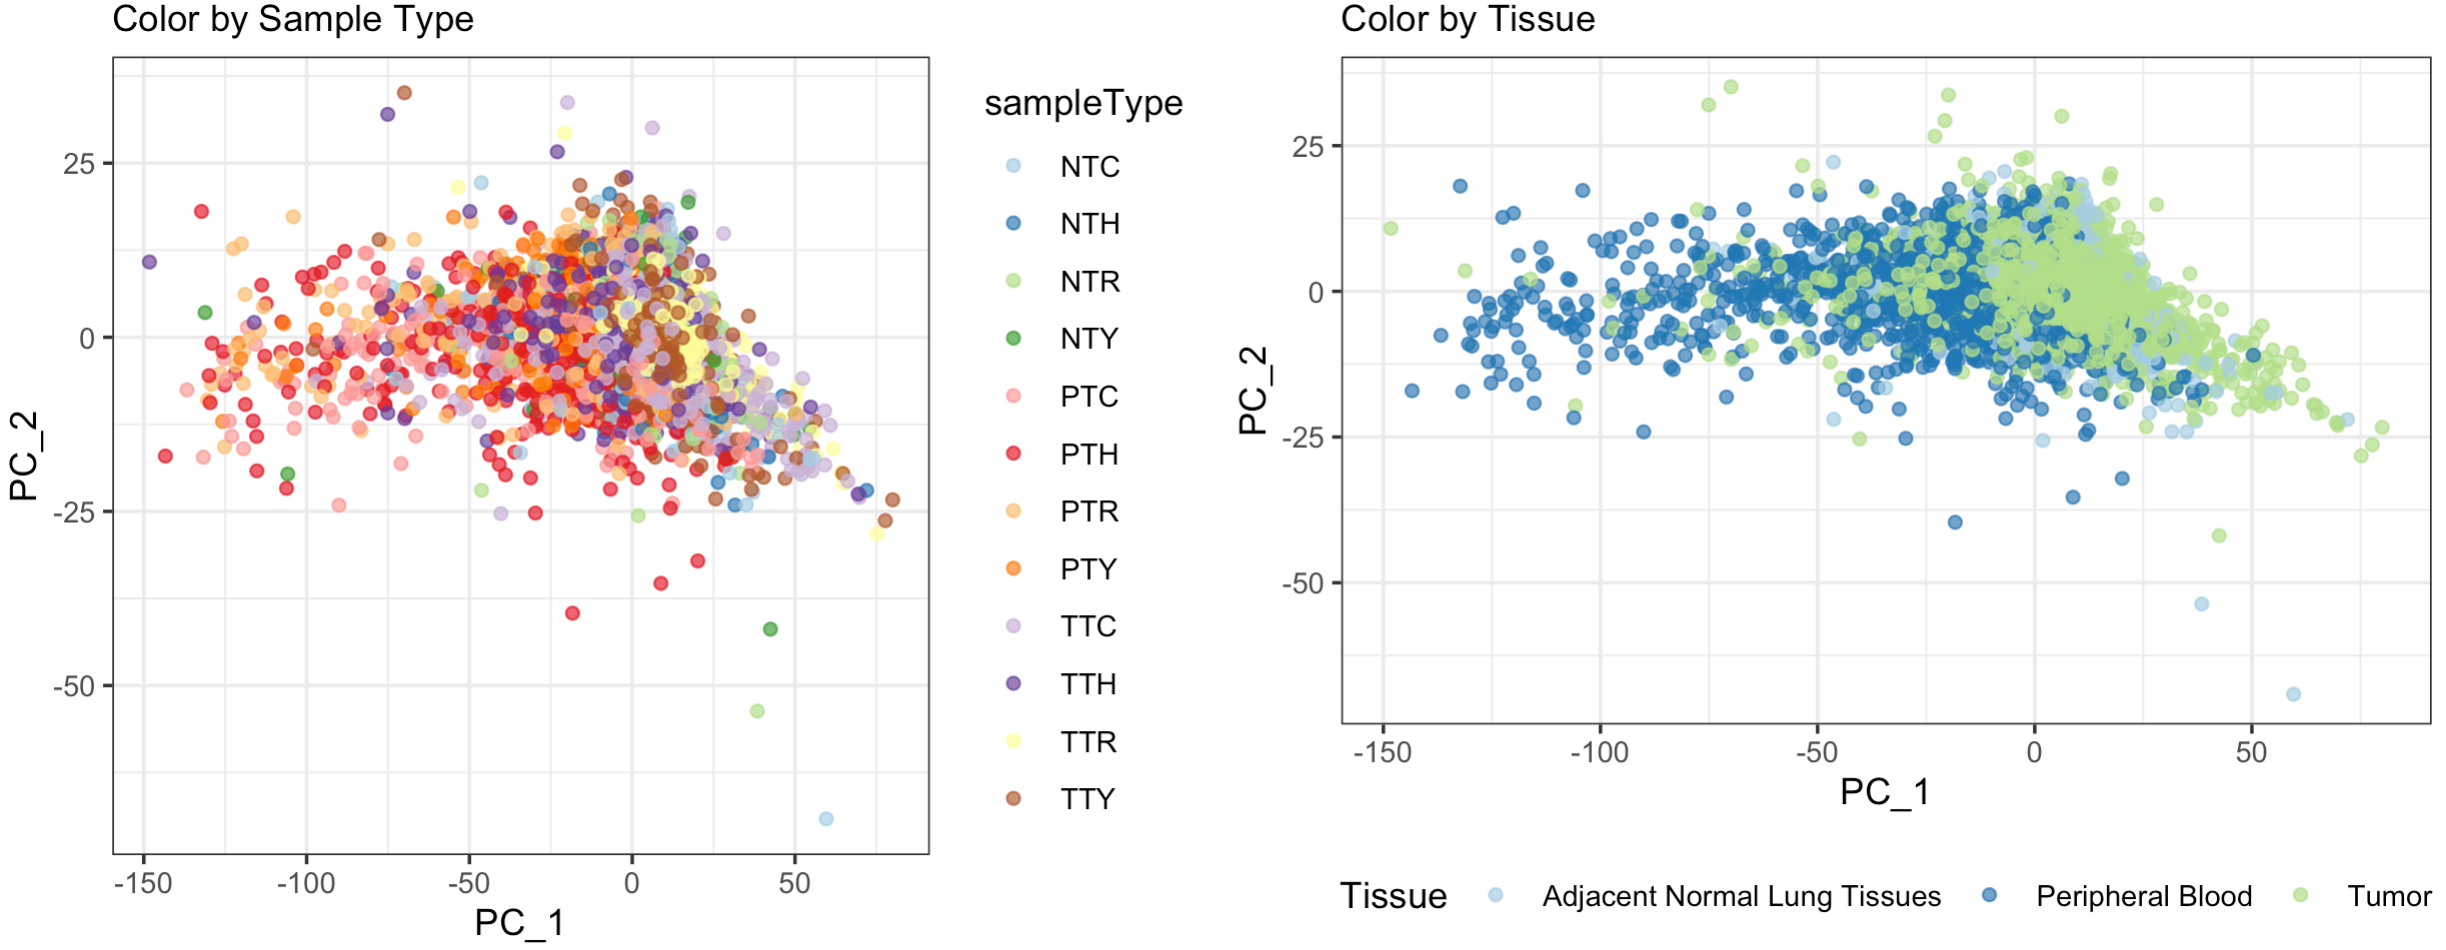 Color by Sample Type
25
0
-25
-50
PC_2
-150 -100 -50 0 50
PC_1
sampleType
NTC
NTH
NTR
NTY
PTC
PTH
PTR
PTY
TTC
TTH
TTR
TTY
Color by Tissue
25
0
-25
-50
PC_2
-150 -100 -50 0 50
PC_1
Tissue Adjacent Normal Lung Tissues Peripheral Blood Tumor